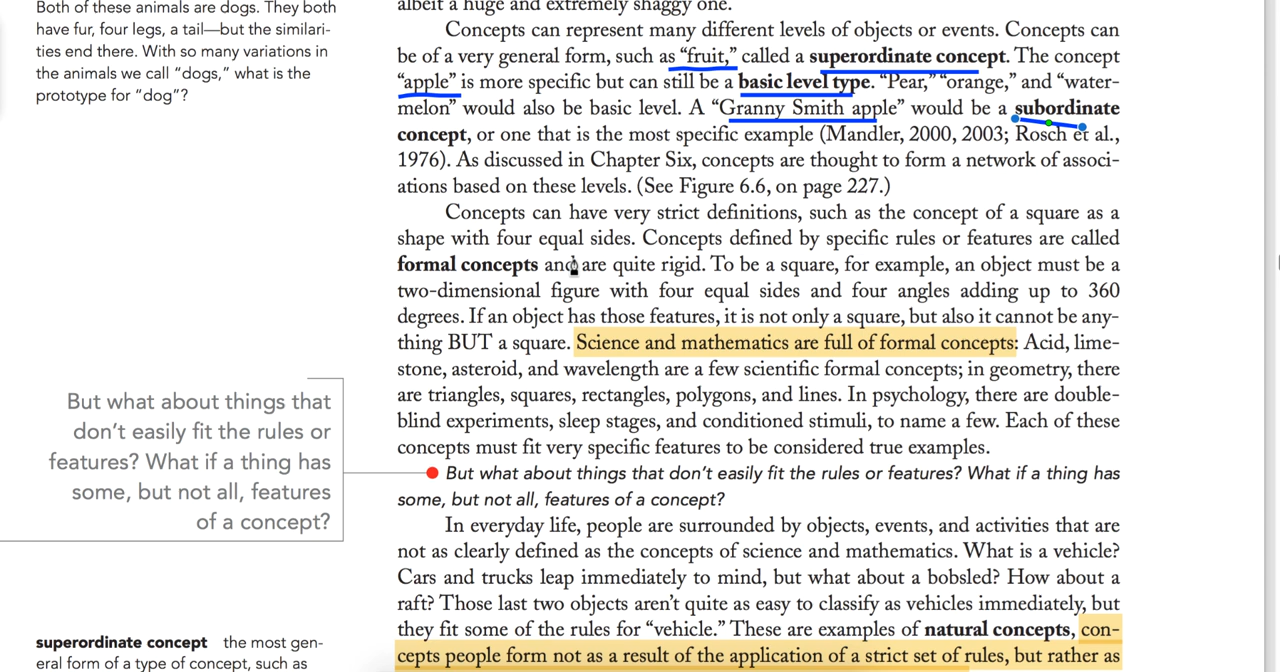 Both of these animals are dogs. They both
have fur, four legs, a tail—but the similari-
ties end there. With so many variations in
the animals we call “dogs,” what is the
prototype for “dog”?
albeit a huge and extremely shaggy one.
Concepts can represent many different levels of objects or events. Concepts can
be of a very general form, such as “fruit,” called a superordinate concept. The concept
“apple” is more specific but can still be a basic level type. “Pear,” “orange,” and “water-
melon” would also be basic level. A “Granny Smith apple” would be a subordinate
concept, or one that is the most specific example (Mandler, 2000, 2003; Rosch et al.,
1976). As discussed in Chapter Six, concepts are thought to form a network of associ-
ations based on these levels. (See Figure 6.6, on page 227.)
Concepts can have very strict definitions, such as the concept of a square as a
shape with four equal sides. Concepts defined by specific rules or features are called
formal concepts and are quite rigid. To be a square, for example, an object must be a
two-dimensional figure with four equal sides and four angles adding up to 360
degrees. If an object has those features, it is not only a square, but also it cannot be any-
thing BUT a square. Science and mathematics are full of formal concepts: Acid, lime-
stone, asteroid, and wavelength are a few scientific formal concepts; in geometry, there
are triangles, squares, rectangles, polygons, and lines. In psychology, there are double-
blind experiments, sleep stages, and conditioned stimuli, to name a few. Each of these
concepts must fit very specific features to be considered true examples.
But what about things that don’t easily fit the rules or features? What if a thing has
some, but not all, features of a concept?
In everyday life, people are surrounded by objects, events, and activities that are
not as clearly defined as the concepts of science and mathematics. What is a vehicle?
Cars and trucks leap immediately to mind, but what about a bobsled? How about a
raft? Those last two objects aren’t quite as easy to classify as vehicles immediately, but
they fit some of the rules for “vehicle.” These are examples of natural concepts, con-
cepts people form not as a result of the application of a strict set of rules, but rather as
But what about things that
don’t easily fit the rules or
features? What if a thing has
some, but not all, features
of a concept?
superordinate concept the most gen-
eral form of a type of concept, such as